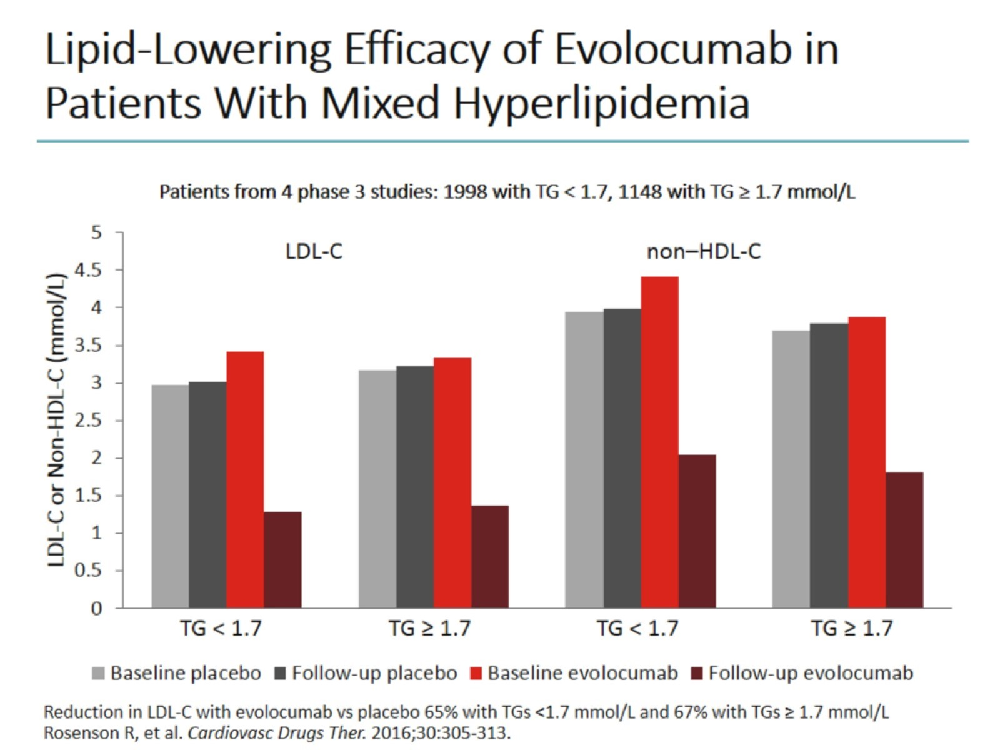 Lipid-Lowering Efficacy of Evolocumab in
Patients With Mixed Hyperlipidemia
Patients from 4 phase 3 studies: 1998 with TG < 1.7, 1148 with TG ≥ 1.7 mmol/L
LDL-C or Non-HDL-C (mmol/L)
5
4.5
4
3.5
3
2.5
2
1.5
1
0.5
0
LDL-C
non–HDL-C
TG < 1.7
TG ≥ 1.7
TG < 1.7
TG ≥ 1.7
Baseline placebo
Follow-up placebo
Baseline evolocumab
Follow-up evolocumab
Reduction in LDL-C with evolocumab vs placebo 65% with TGs <1.7 mmol/L and 67% with TGs ≥ 1.7 mmol/L
Rosenson R, et al. Cardiovasc Drugs Ther. 2016;30:305-313.